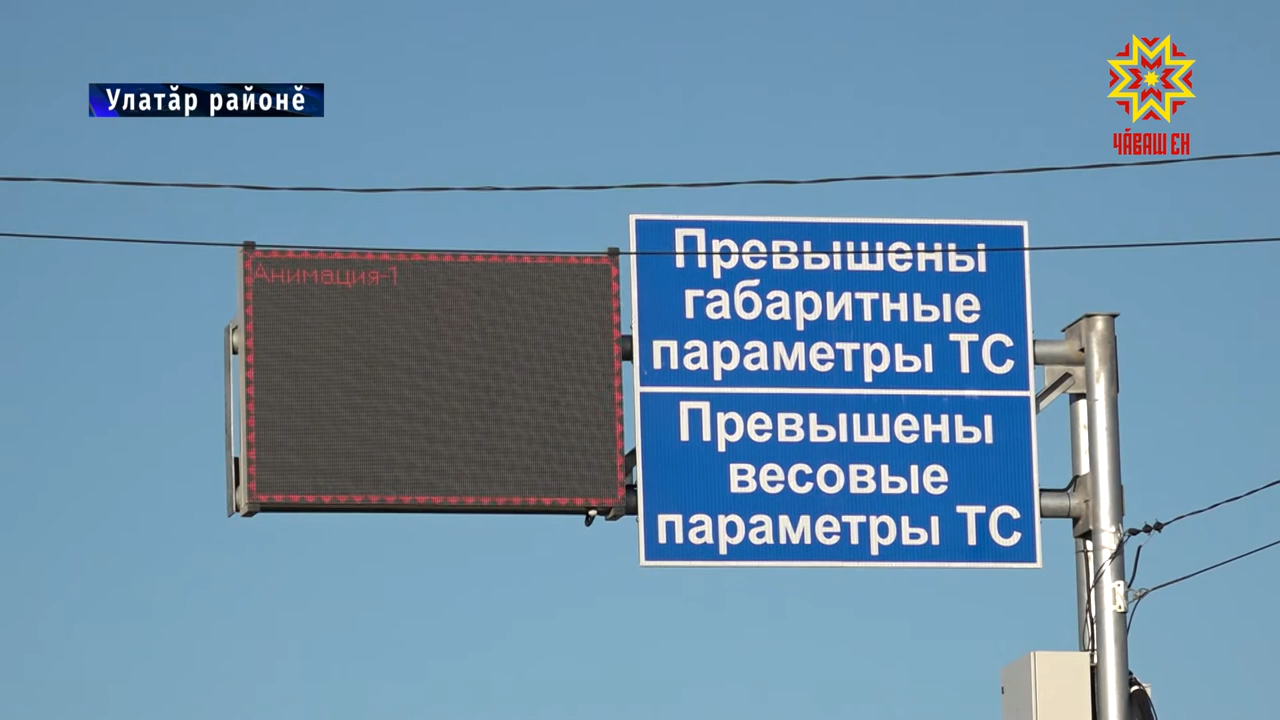 Улатӑр районӗ
ЧӐВАШ ЕН
Анимация-1
Превышены
габаритные
параметры ТС
Превышены
весовые
параметры ТС